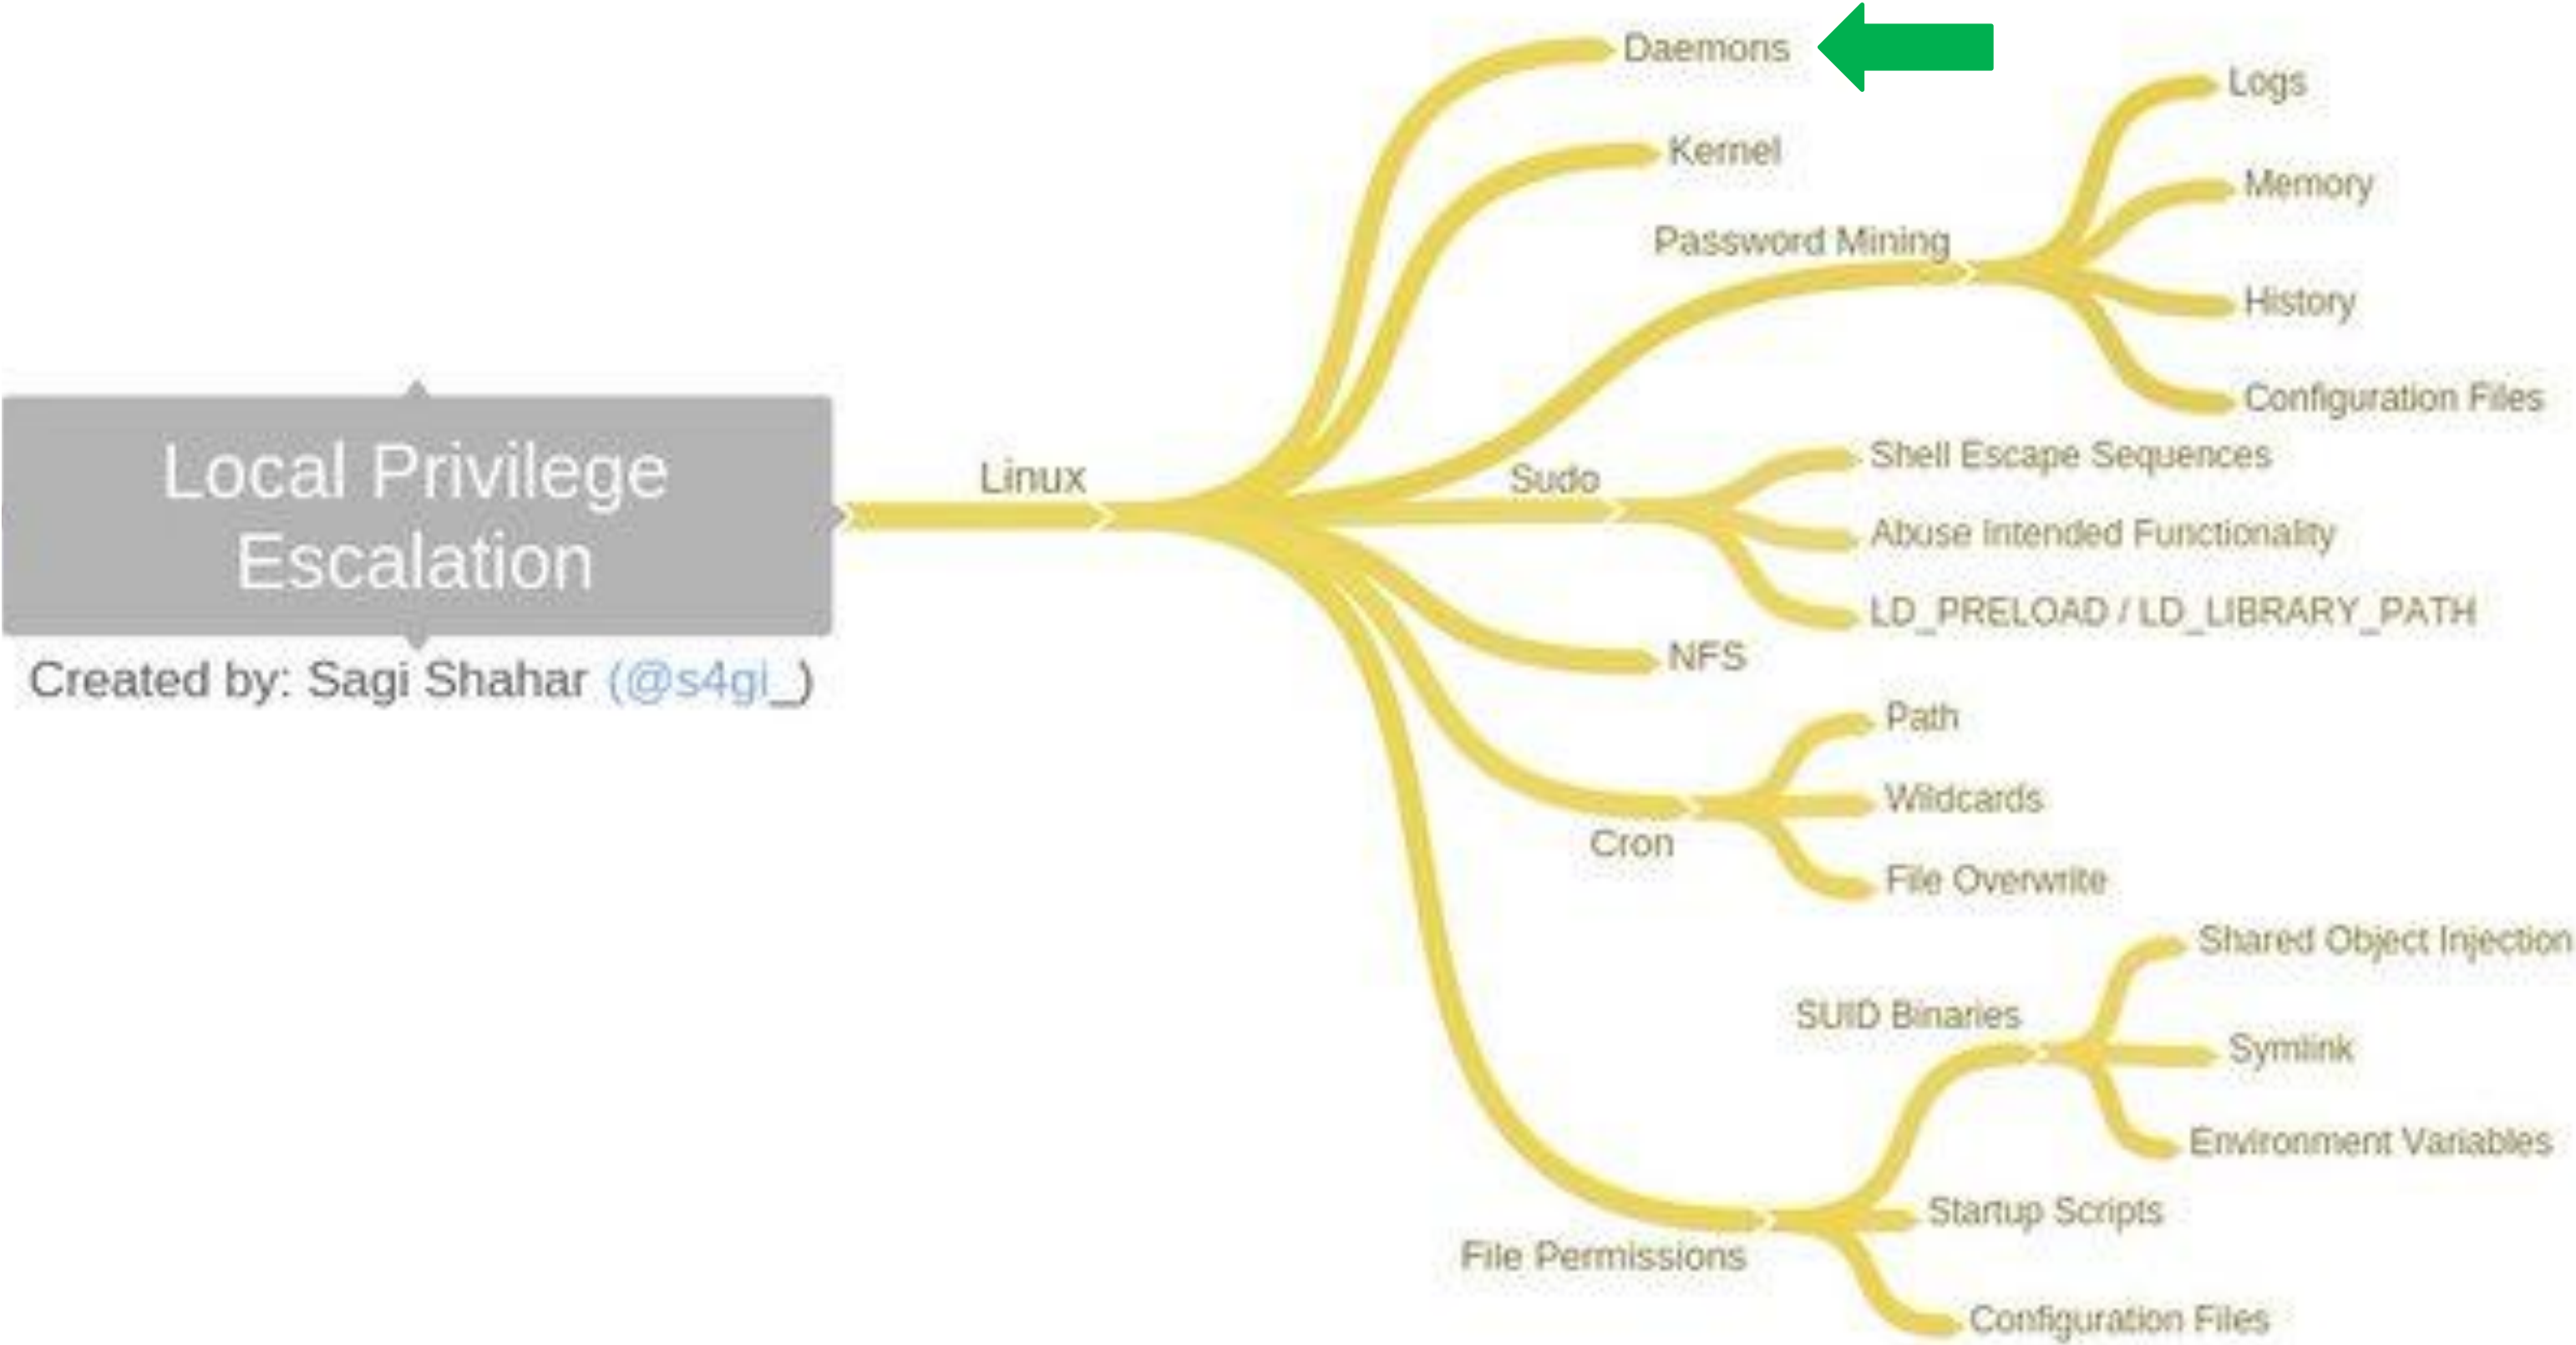 Local Privilege
Escalation
Created by: Sagi Shahar (@s4gi_)
Linux
Daemons
Kernel
Password Mining
Logs
Memory
History
Configuration Files
Sudo
Shell Escape Sequences
Abuse Intended Functionality
LD_PRELOAD / LD_LIBRARY_PATH
NFS
Cron
Path
Wildcards
File Overwrite
File Permissions
SUID Binaries
Shared Object Injection
Symlink
Environment Variables
Startup Scripts
Configuration Files